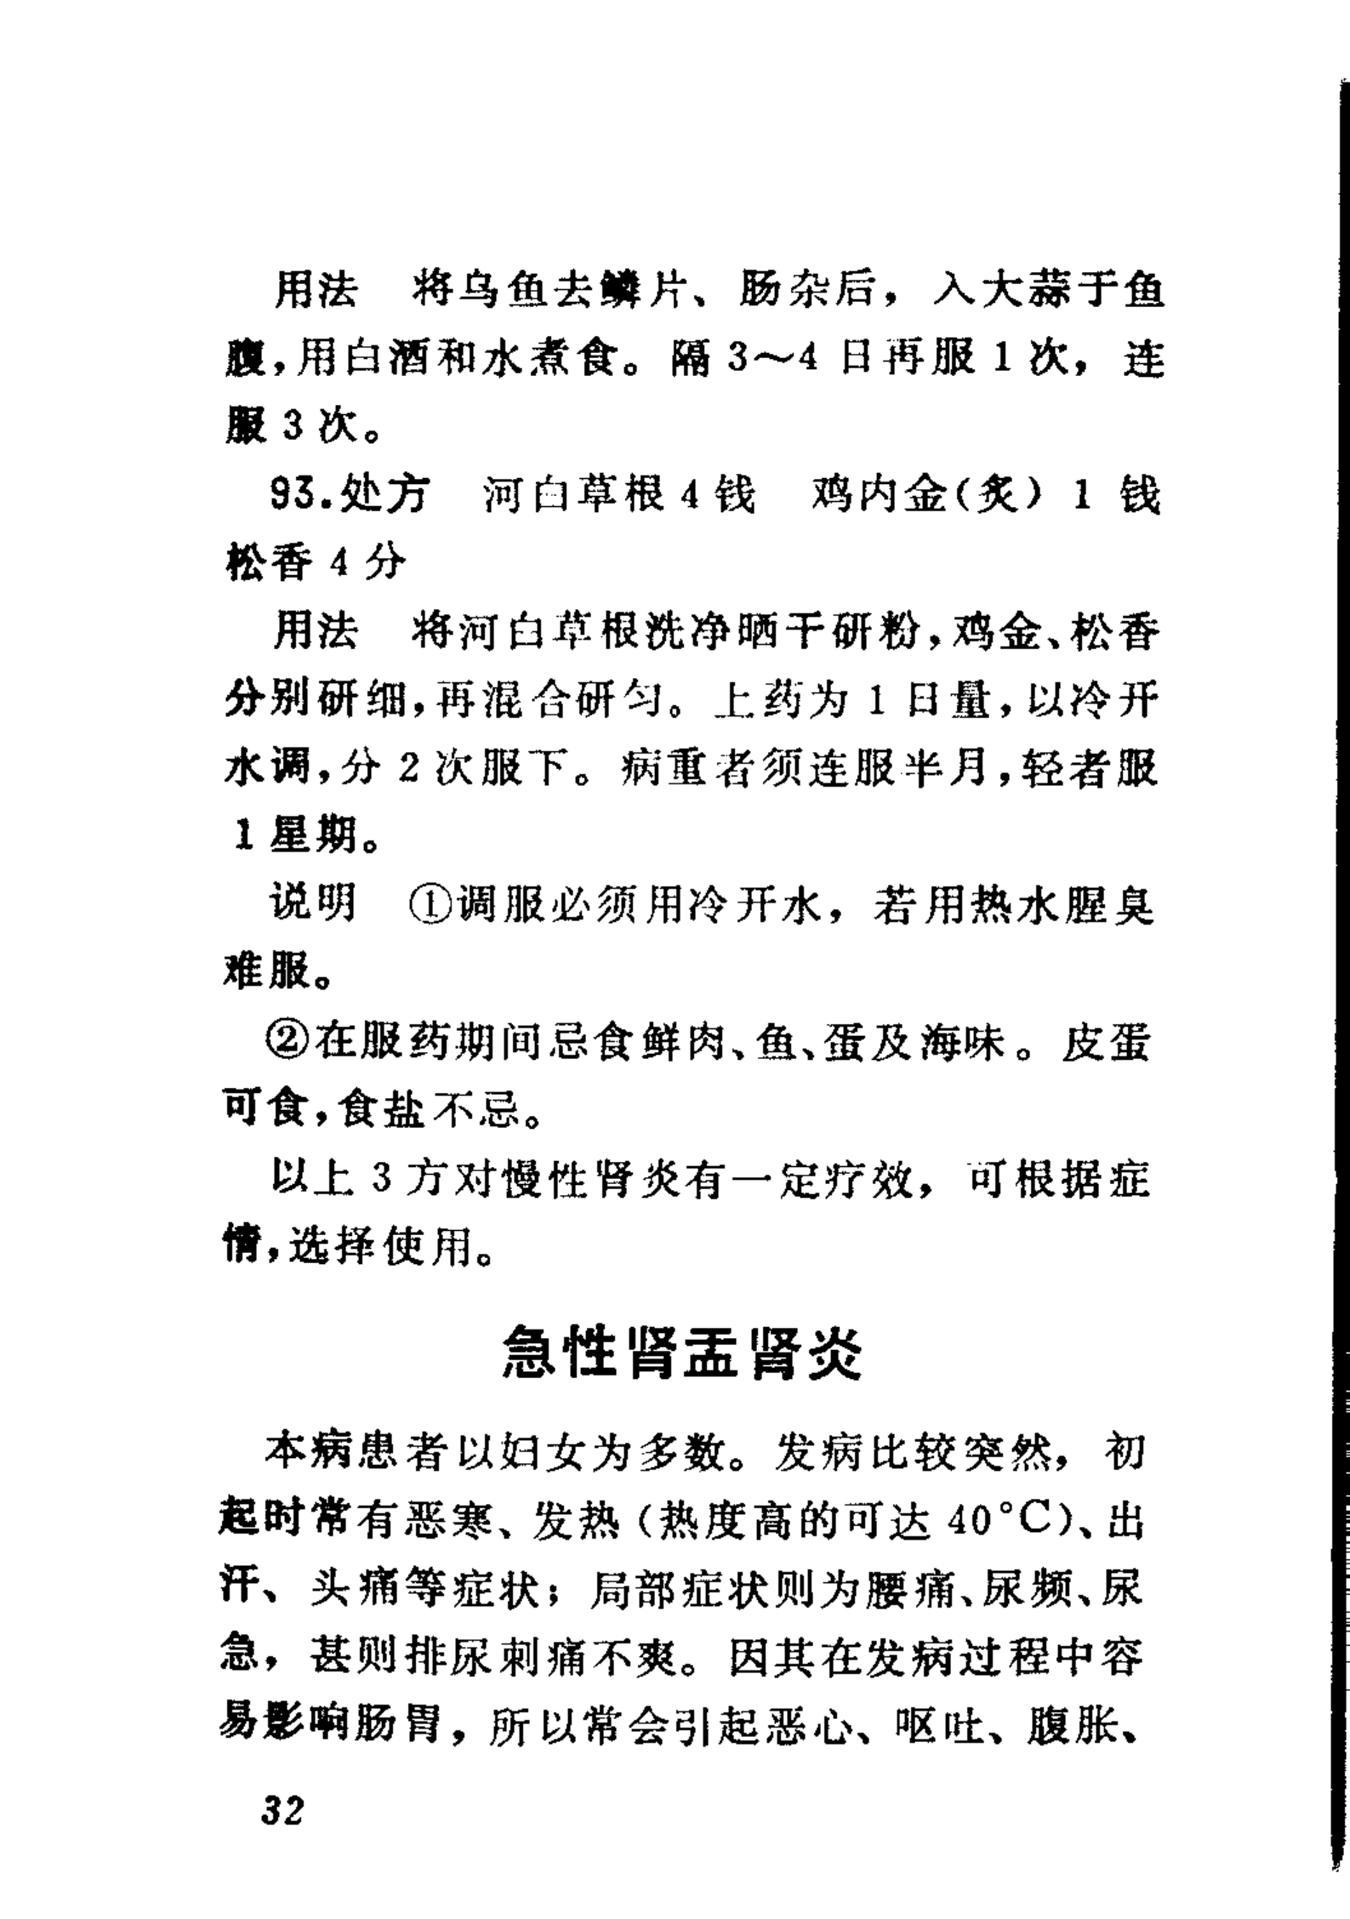 用法　将乌鱼去鳞片、肠杂后，入大蒜于鱼
腹，用白酒和水煮食。隔3～4日再服1次，连
服3次。
93.处方　河白草根4钱　鸡内金(炙)1钱
松香4分
用法　将河白草根洗净晒干研粉，鸡金、松香
分别研细，再混合研匀。上药为1日量，以冷开
水调，分2次服下。病重者须连服半月，轻者服
1星期。
说明　①调服必须用冷开水，若用热水腥臭
难服。
②在服药期间忌食鲜肉、鱼、蛋及海味。皮蛋
可食，食盐不忌。
以上3方对慢性肾炎有一定疗效，可根据症
情，选择使用。
急性肾盂肾炎
本病患者以妇女为多数。发病比较突然，初
起时常有恶寒、发热(热度高的可达40°C)、出
汗、头痛等症状；局部症状则为腰痛、尿频、尿
急，甚则排尿刺痛不爽。因其在发病过程中容
易影响肠胃，所以常会引起恶心、呕吐、腹胀、
32